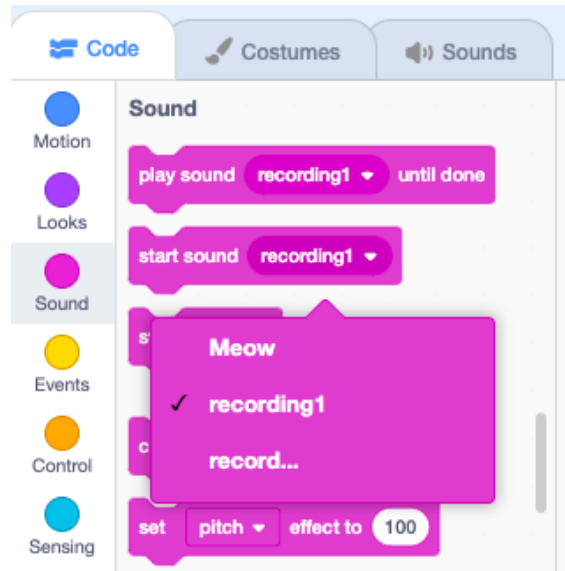 Code Costumes Sounds
Motion
Looks
Sound
Events
Control
Sensing
Sound
play sound recording1 until done
start sound recording1
Meow
recording1
record...
set pitch effect to 100